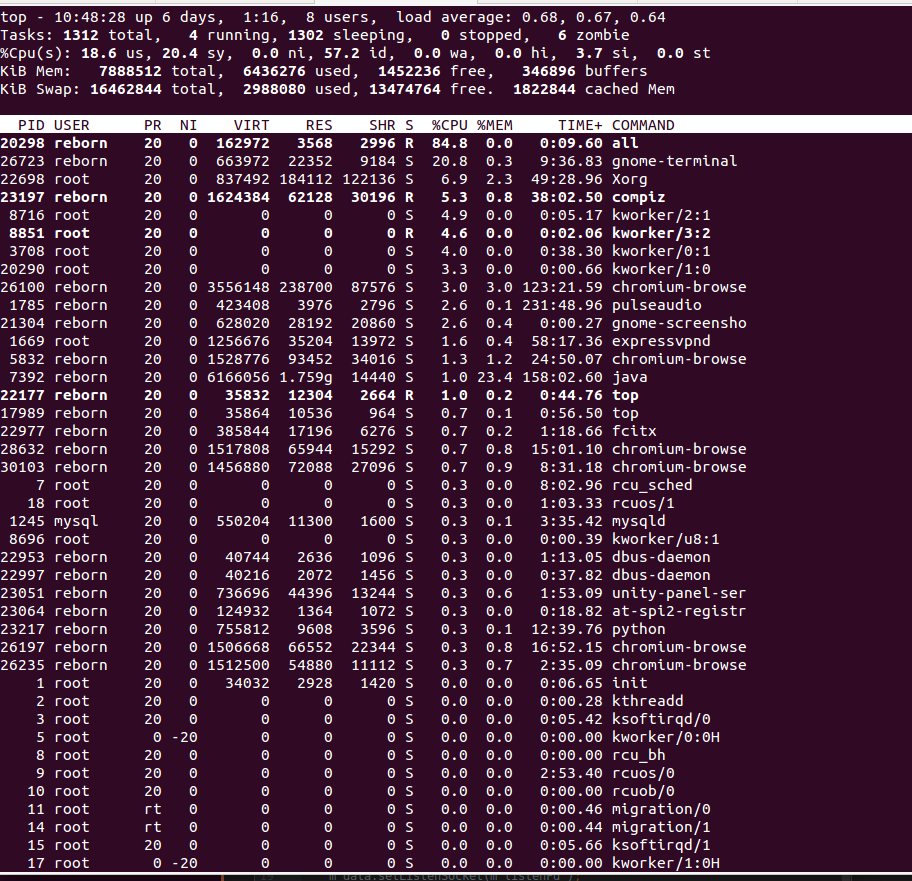 top - 10:48:28 up 6 days,  1:16,  8 users,  load average: 0.68, 0.67, 0.64
Tasks: 1312 total,   4 running, 1302 sleeping,   0 stopped,   6 zombie
%Cpu(s): 18.6 us, 20.4 sy,  0.0 ni, 57.2 id,  0.0 wa,  0.0 hi,  3.7 si,  0.0 st
KiB Mem:   7888512 total,  6436276 used,  1452236 free,   346896 buffers
KiB Swap: 16462844 total,  2988080 used, 13474764 free.  1822844 cached Mem
PID USER      PR  NI    VIRT    RES    SHR S  %CPU %MEM     TIME+ COMMAND
20298 reborn    20   0  162972   3568   2996 R  84.8  0.0   0:09.60 all
26723 reborn    20   0  663972  22352   9184 S  20.8  0.3   9:36.83 gnome-terminal
22698 root      20   0  837492 184112 122136 S   6.9  2.3  49:28.96 Xorg
23197 reborn    20   0 1624384  62128  30196 R   5.3  0.8  38:02.50 compiz
8716 root      20   0       0      0      0 S   4.9  0.0   0:05.17 kworker/2:1
8851 root      20   0       0      0      0 R   4.6  0.0   0:02.06 kworker/3:2
3708 root      20   0       0      0      0 S   4.0  0.0   0:38.30 kworker/0:1
20290 root      20   0       0      0      0 S   3.3  0.0   0:00.66 kworker/1:0
26100 reborn    20   0 3556148 238700  87576 S   3.0  3.0 123:21.59 chromium-browse
1785 reborn    20   0  423408   3976   2796 S   2.6  0.1 231:48.96 pulseaudio
21304 reborn    20   0  628020  28192  20860 S   2.6  0.4   0:00.27 gnome-screensho
1669 root      20   0 1256676  35204  13972 S   1.6  0.4  58:17.36 expressvpnd
5832 reborn    20   0 1528776  93452  34016 S   1.3  1.2  24:50.07 chromium-browse
7392 reborn    20   0 6166056 1.759g  14440 S   1.0 23.4 158:02.60 java
22177 reborn    20   0   35832  12304   2664 R   1.0  0.2   0:44.76 top
17989 reborn    20   0   35864  10536    964 S   0.7  0.1   0:56.50 top
22977 reborn    20   0  385844  17196   6276 S   0.7  0.2   1:18.66 fcitx
28632 reborn    20   0 1517808  65944  15292 S   0.7  0.8  15:01.10 chromium-browse
30103 reborn    20   0 1456880  72088  27096 S   0.7  0.9   8:31.18 chromium-browse
7 root      20   0       0      0      0 S   0.3  0.0   8:02.96 rcu_sched
18 root      20   0       0      0      0 S   0.3  0.0   1:03.33 rcuos/1
1245 mysql     20   0  550204  11300   1600 S   0.3  0.1   3:35.42 mysqld
8696 root      20   0       0      0      0 S   0.3  0.0   0:00.39 kworker/u8:1
22953 reborn    20   0   40744   2636   1096 S   0.3  0.0   1:13.05 dbus-daemon
22997 reborn    20   0   40216   2072   1456 S   0.3  0.0   0:37.82 dbus-daemon
23051 reborn    20   0  736696  44396  13244 S   0.3  0.6   1:53.09 unity-panel-ser
23064 reborn    20   0  124932   1364   1072 S   0.3  0.0   0:18.82 at-spi2-registr
23217 reborn    20   0  755812   9608   3596 S   0.3  0.1  12:39.76 python
26197 reborn    20   0 1506668  66552  22344 S   0.3  0.8  16:52.15 chromium-browse
26235 reborn    20   0 1512500  54880  11112 S   0.3  0.7   2:35.09 chromium-browse
1 root      20   0   34032   2928   1420 S   0.0  0.0   0:06.65 init
2 root      20   0       0      0      0 S   0.0  0.0   0:00.28 kthreadd
3 root      20   0       0      0      0 S   0.0  0.0   0:05.42 ksoftirqd/0
5 root       0 -20       0      0      0 S   0.0  0.0   0:00.00 kworker/0:0H
8 root      20   0       0      0      0 S   0.0  0.0   0:00.00 rcu_bh
9 root      20   0       0      0      0 S   0.0  0.0   2:53.40 rcuos/0
10 root      20   0       0      0      0 S   0.0  0.0   0:00.00 rcuob/0
11 root      rt   0       0      0      0 S   0.0  0.0   0:00.46 migration/0
14 root      rt   0       0      0      0 S   0.0  0.0   0:00.44 migration/1
15 root      20   0       0      0      0 S   0.0  0.0   0:05.66 ksoftirqd/1
17 root       0 -20       0      0      0 S   0.0  0.0   0:00.00 kworker/1:0H